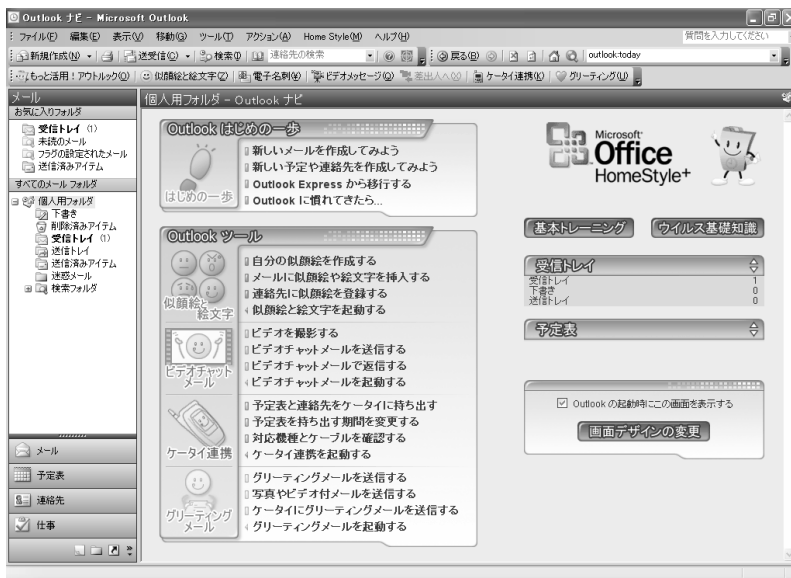 Outlook ナビ - Microsoft Outlook
ファイル(F) 編集(E) 表示(V) 移動(G) ツール(T) アクション(A) Home Style(M) ヘルプ(H) 質問を入力してください
新規作成(N) 送受信(C) 検索(I) 連絡先の検索 戻る(B) outlook:today
もっと活用!アウトルック(O) 似顔絵と絵文字(Z) 電子名刺(W) ビデオメッセージ(Q) 差出人へ(X) ケータイ連携(K) グリーティング(U)
メール
お気に入りフォルダ
受信トレイ (1)
未読のメール
フラグの設定されたメール
送信済みアイテム
すべてのメール フォルダ
個人用フォルダ
下書き
削除済みアイテム
受信トレイ (1)
送信トレイ
送信済みアイテム
迷惑メール
検索フォルダ
メール
予定表
連絡先
仕事
個人用フォルダ - Outlook ナビ
Outlook はじめの一歩
はじめの一歩
新しいメールを作成してみよう
新しい予定や連絡先を作成してみよう
Outlook Express から移行する
Outlook に慣れてきたら...
Outlook ツール
似顔絵と
絵文字
自分の似顔絵を作成する
メールに似顔絵や絵文字を挿入する
連絡先に似顔絵を登録する
似顔絵と絵文字を起動する
ビデオチャット
メール
ビデオを撮影する
ビデオチャットメールを送信する
ビデオチャットメールで返信する
ビデオチャットメールを起動する
ケータイ連携
予定表と連絡先をケータイに持ち出す
予定表を持ち出す期間を変更する
対応機種とケーブルを確認する
ケータイ連携を起動する
グリーティング
メール
グリーティングメールを送信する
写真やビデオ付メールを送信する
ケータイにグリーティングメールを送信する
グリーティングメールを起動する
Microsoft
Office
HomeStyle+
基本トレーニング ウイルス基礎知識
受信トレイ
受信トレイ 1
下書き 0
送信トレイ 0
予定表
Outlook の起動時にこの画面を表示する
画面デザインの変更